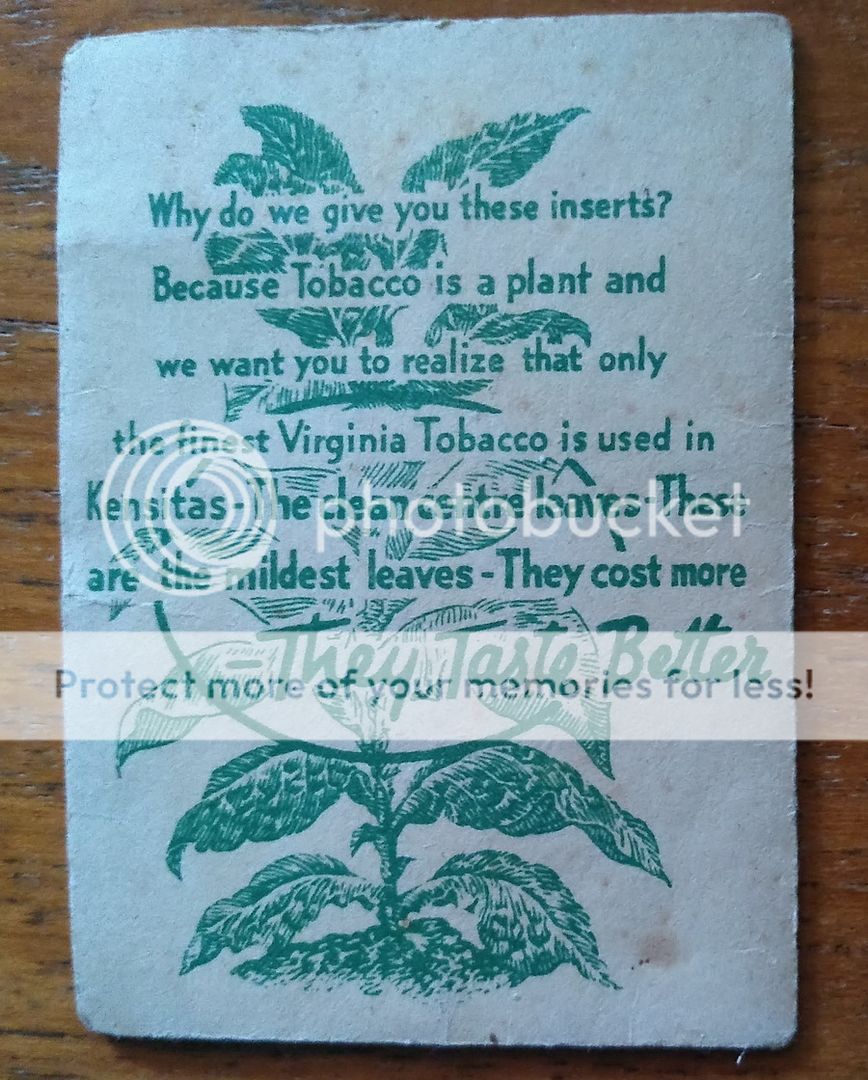 Why do we give you these inserts?
Because Tobacco is a plant and
we want you to realize that only
the finest Virginia Tobacco is used in
Kensitas-The clean centre leaves-These
are the mildest leaves-They cost more
-They Taste Better
photobucket
Protect more of your memories for less!